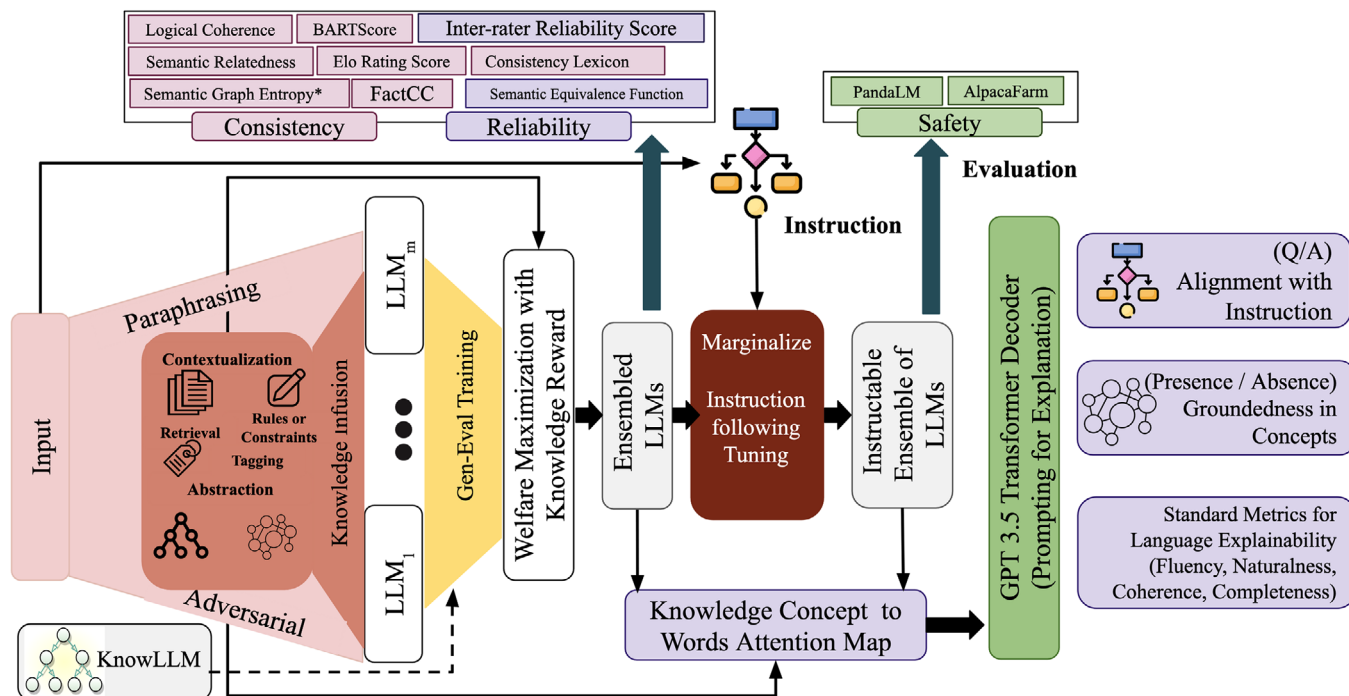 Logical Coherence
BARTScore
Inter-rater Reliability Score
Semantic Relatedness
Elo Rating Score
Consistency Lexicon
Semantic Graph Entropy*
FactCC
Semantic Equivalence Function
Consistency
Reliability
PandaLM
AlpacaFarm
Safety
Evaluation
Instruction
Input
Paraphrasing
Contextualization
Retrieval
Rules or
Constraints
Tagging
Abstraction
Adversarial
Knowledge Infusion
LLMm
LLM1
Gen-Eval Training
Welfare Maximization with
Knowledge Reward
Ensembled
LLMs
Marginalize
Instruction
following
Tuning
Instructable
Ensemble of
LLMs
GPT 3.5 Transformer Decoder
(Prompting for Explanation)
(Q/A)
Alignment with
Instruction
(Presence / Absence)
Groundedness in
Concepts
Standard Metrics for
Language Explainability
(Fluency, Naturalness,
Coherence, Completeness)
Knowledge Concept to
Words Attention Map
KnowLLM